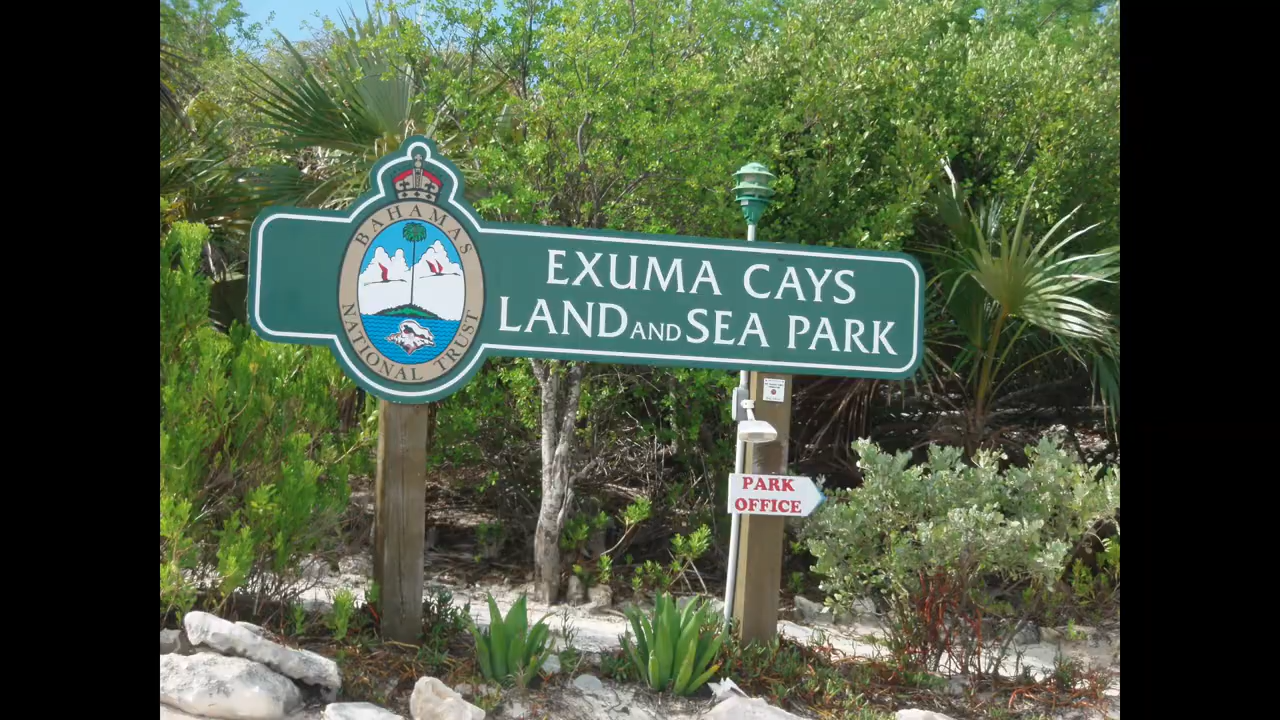 BAHAMAS
NATIONAL TRUST
EXUMA CAYS
LAND AND SEA PARK
PARK
OFFICE